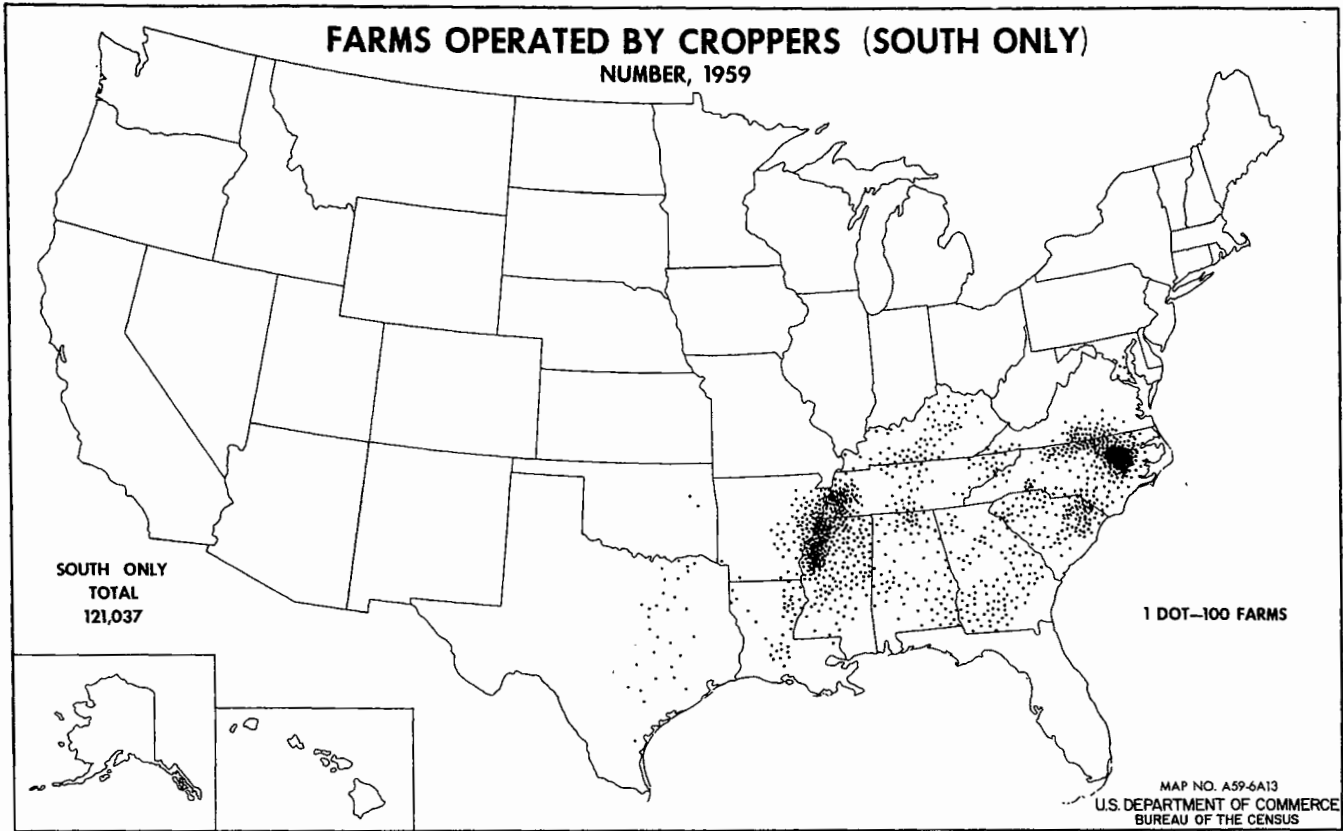 FARMS OPERATED BY CROPPERS (SOUTH ONLY)
NUMBER, 1959
SOUTH ONLY
TOTAL
121,037
1 DOT—100 FARMS
MAP NO. A59-6A13
U.S. DEPARTMENT OF COMMERCE
BUREAU OF THE CENSUS